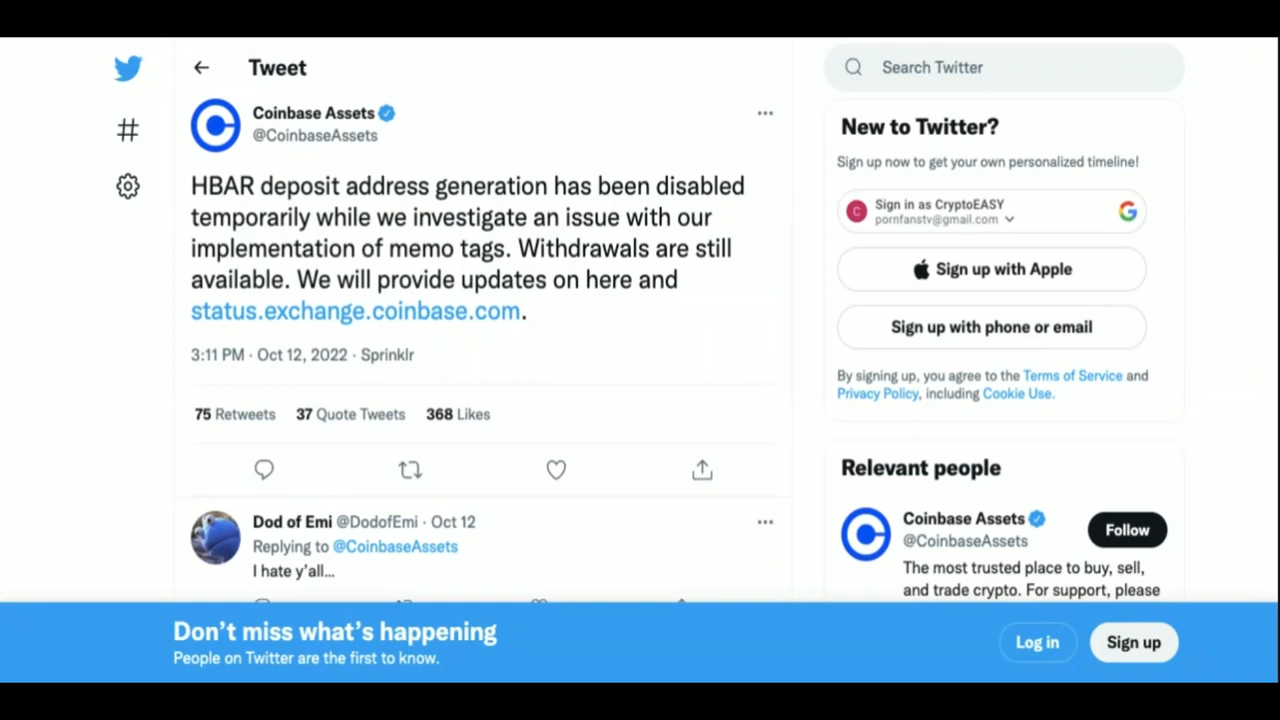 Tweet
Coinbase Assets
@CoinbaseAssets
HBAR deposit address generation has been disabled
temporarily while we investigate an issue with our
implementation of memo tags. Withdrawals are still
available. We will provide updates on here and
status.exchange.coinbase.com.
3:11 PM · Oct 12, 2022 · Sprinklr
75 Retweets 37 Quote Tweets 368 Likes
Dod of Emi @DodofEmi · Oct 12
Replying to @CoinbaseAssets
I hate y'all...
Search Twitter
New to Twitter?
Sign up now to get your own personalized timeline!
C
Sign in as CryptoEASY
pornfanstv@gmail.com
Sign up with Apple
Sign up with phone or email
By signing up, you agree to the Terms of Service and
Privacy Policy, including Cookie Use.
Relevant people
Coinbase Assets
@CoinbaseAssets
Follow
The most trusted place to buy, sell,
and trade crypto. For support, please
Don't miss what's happening
People on Twitter are the first to know.
Log in
Sign up